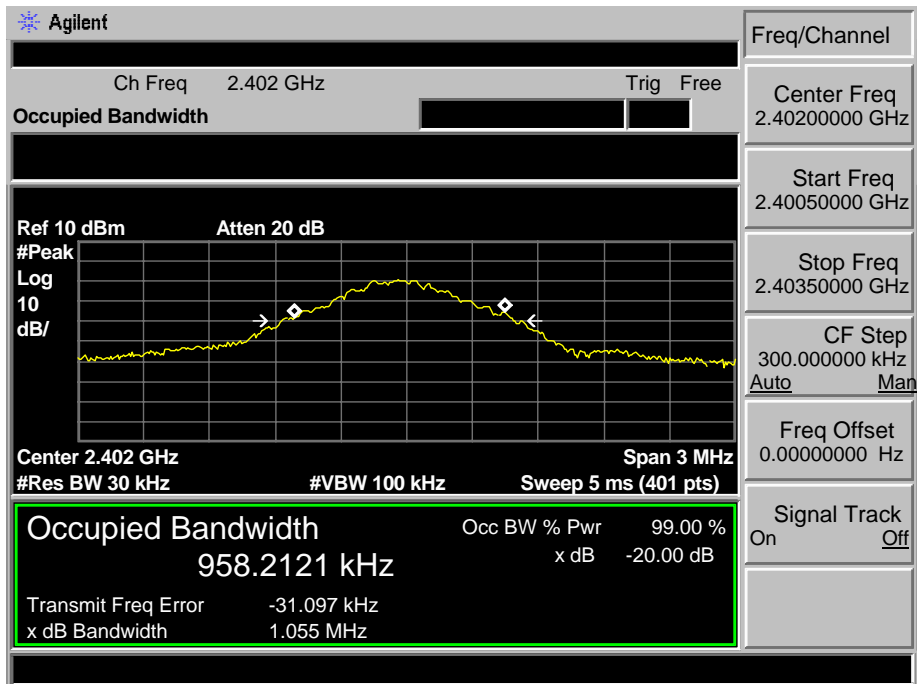 Agilent
Freq/Channel
Ch Freq 2.402 GHz Trig Free
Occupied Bandwidth
Center Freq
2.40200000 GHz
Start Freq
2.40050000 GHz
Stop Freq
2.40350000 GHz
CF Step
300.000000 kHz
Auto Man
Freq Offset
0.00000000 Hz
Signal Track
On Off
Ref 10 dBm Atten 20 dB
#Peak
Log
10
dB/
Center 2.402 GHz Span 3 MHz
#Res BW 30 kHz #VBW 100 kHz Sweep 5 ms (401 pts)
Occupied Bandwidth Occ BW % Pwr 99.00 %
958.2121 kHz x dB -20.00 dB
Transmit Freq Error -31.097 kHz
x dB Bandwidth 1.055 MHz